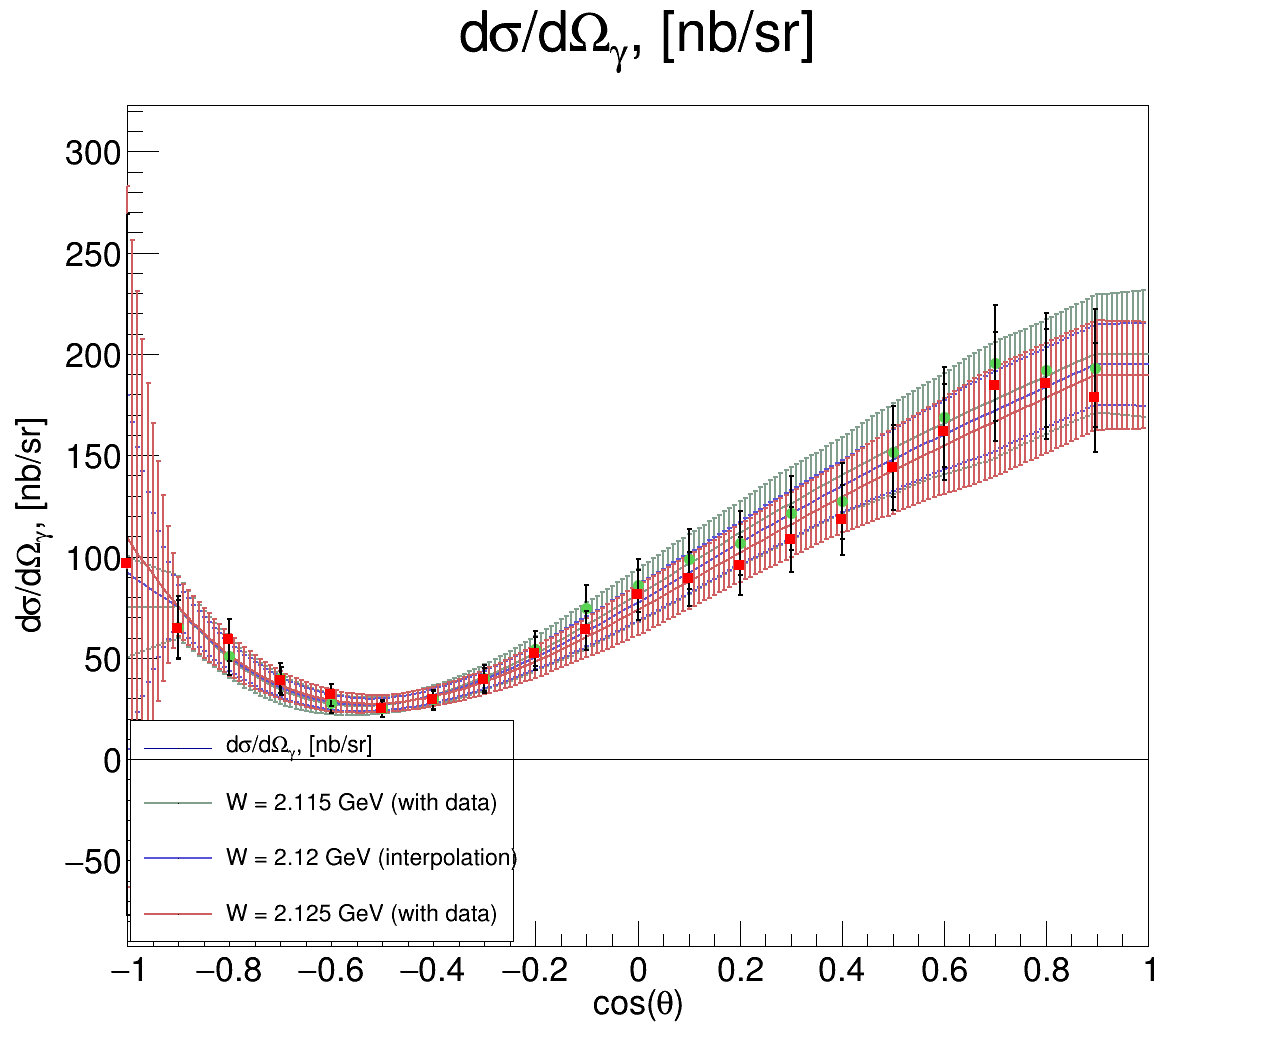 dσ/dΩγ, [nb/sr]
300
250
200
150
100
50
0
−50
dσ/dΩγ, [nb/sr]
dσ/dΩγ, [nb/sr]
W = 2.115 GeV (with data)
W = 2.12 GeV (interpolation)
W = 2.125 GeV (with data)
−1 −0.8 −0.6 −0.4 −0.2 0 0.2 0.4 0.6 0.8 1
cos(θ)